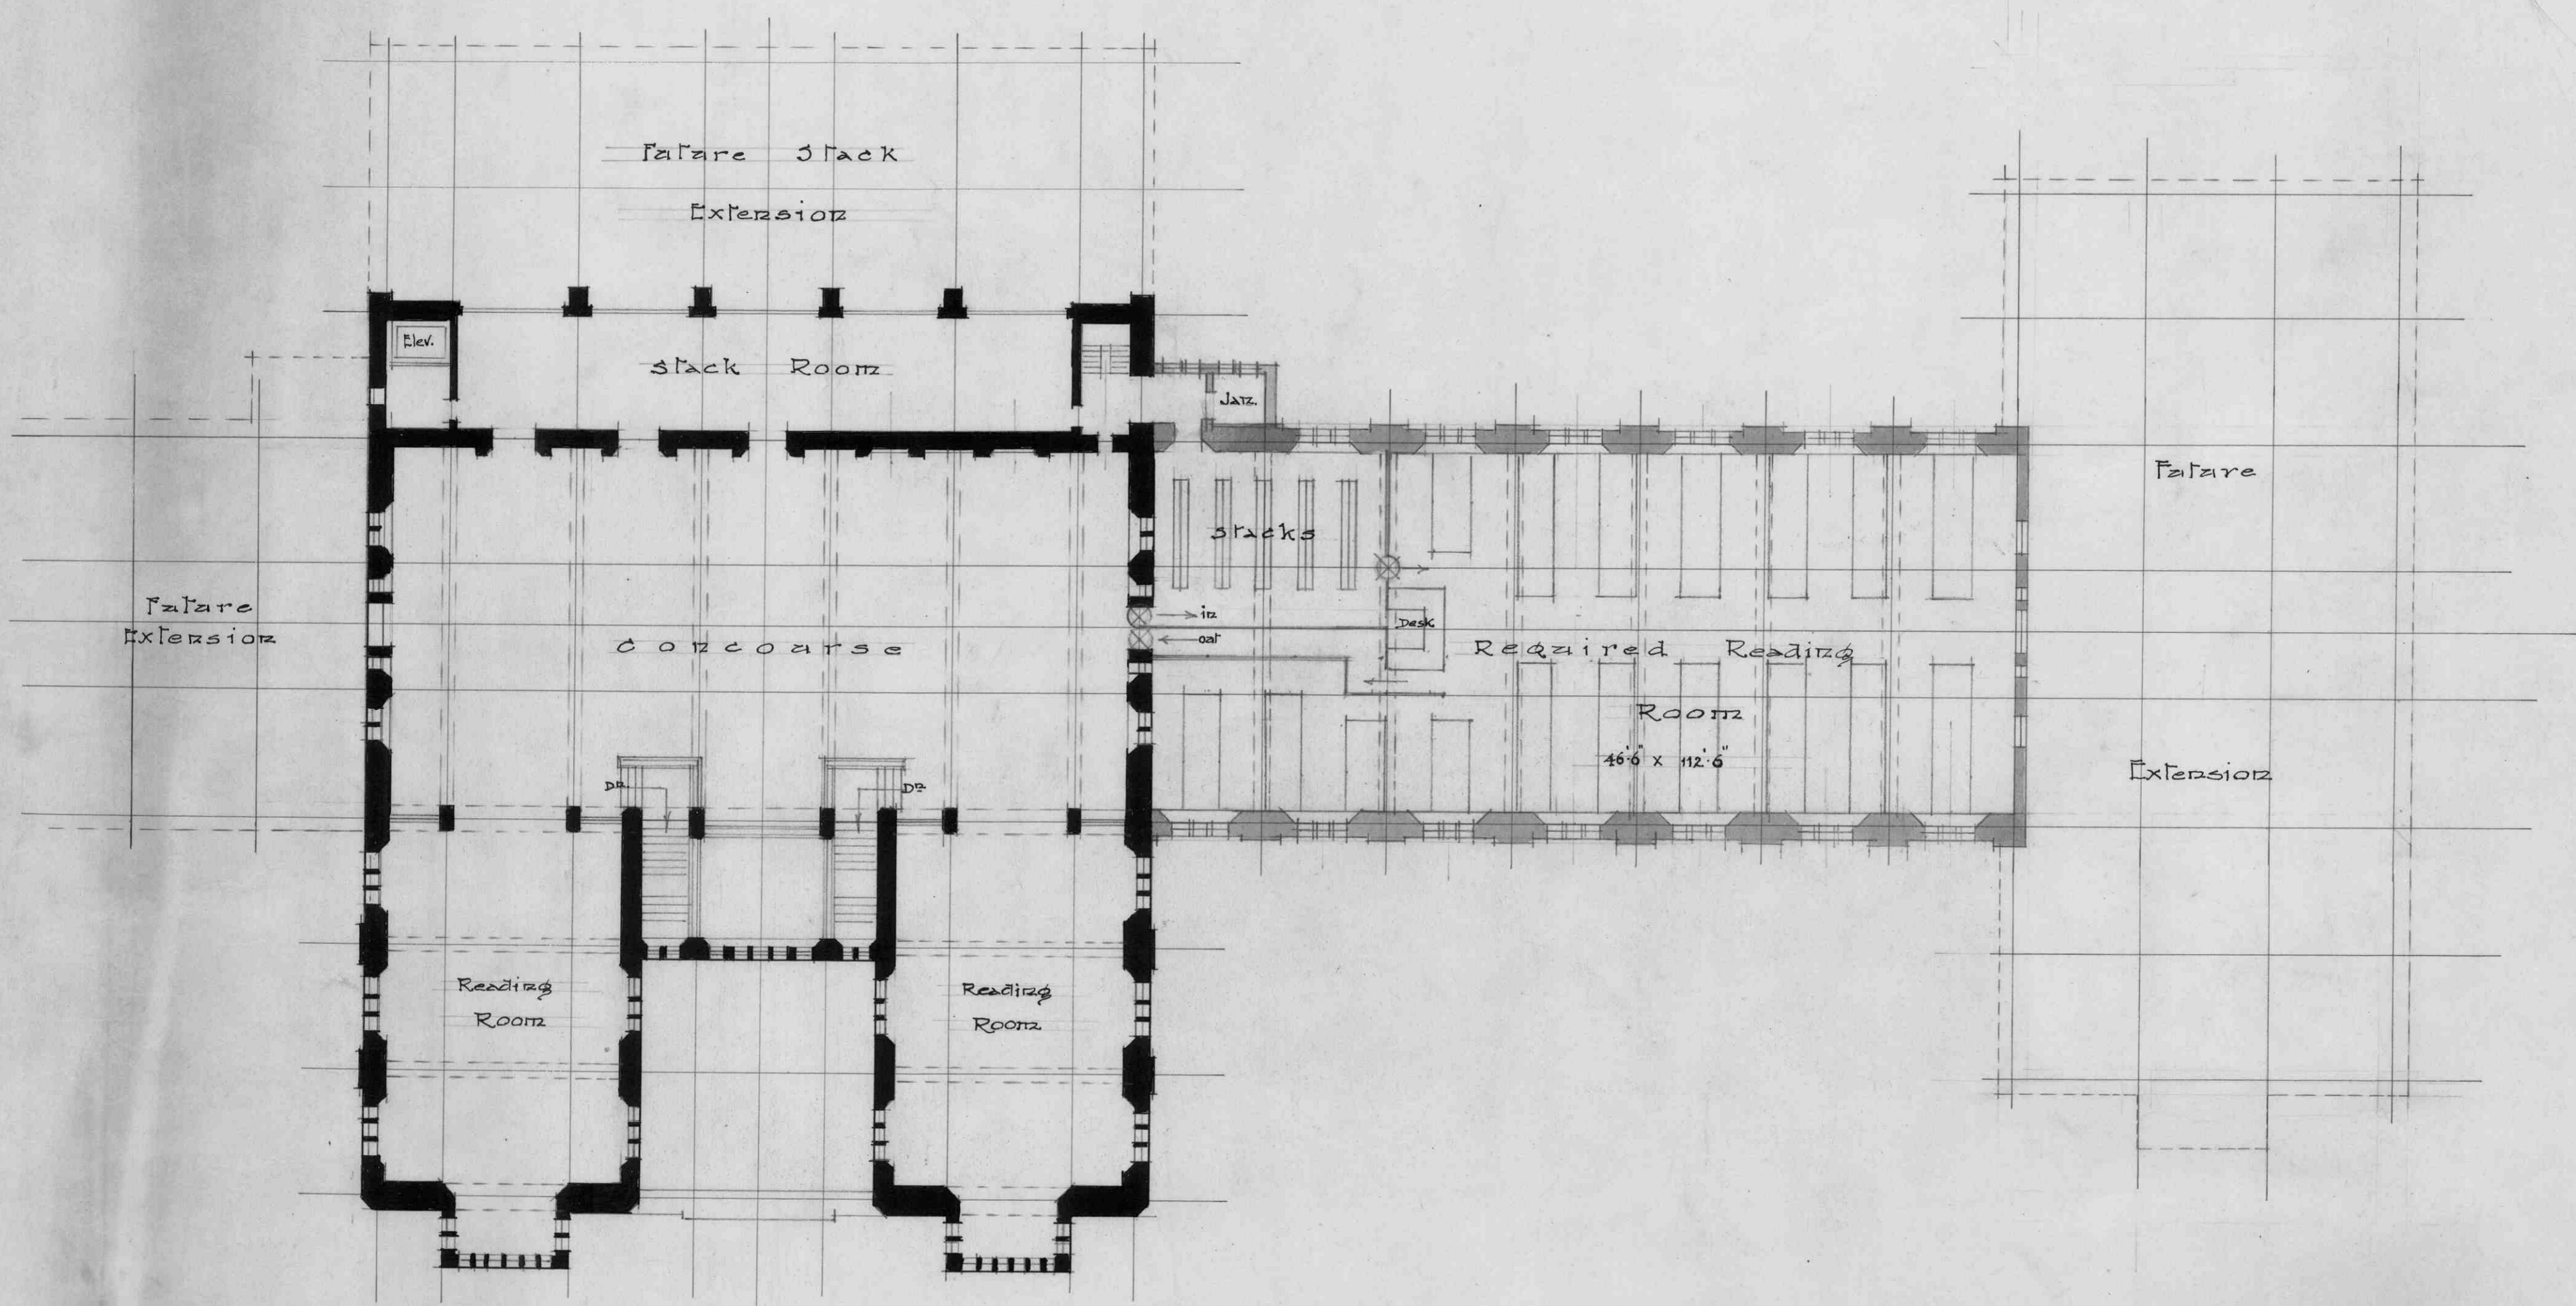 Future Stack
Extension
Elev.
Stack Room
Jan.
Future
Stacks
in
out
Desk
Future
Extension
Concourse
Required Reading
Room
46'-6" x 112'-6"
Dn.
Dn
Extension
Reading
Room
Reading
Room